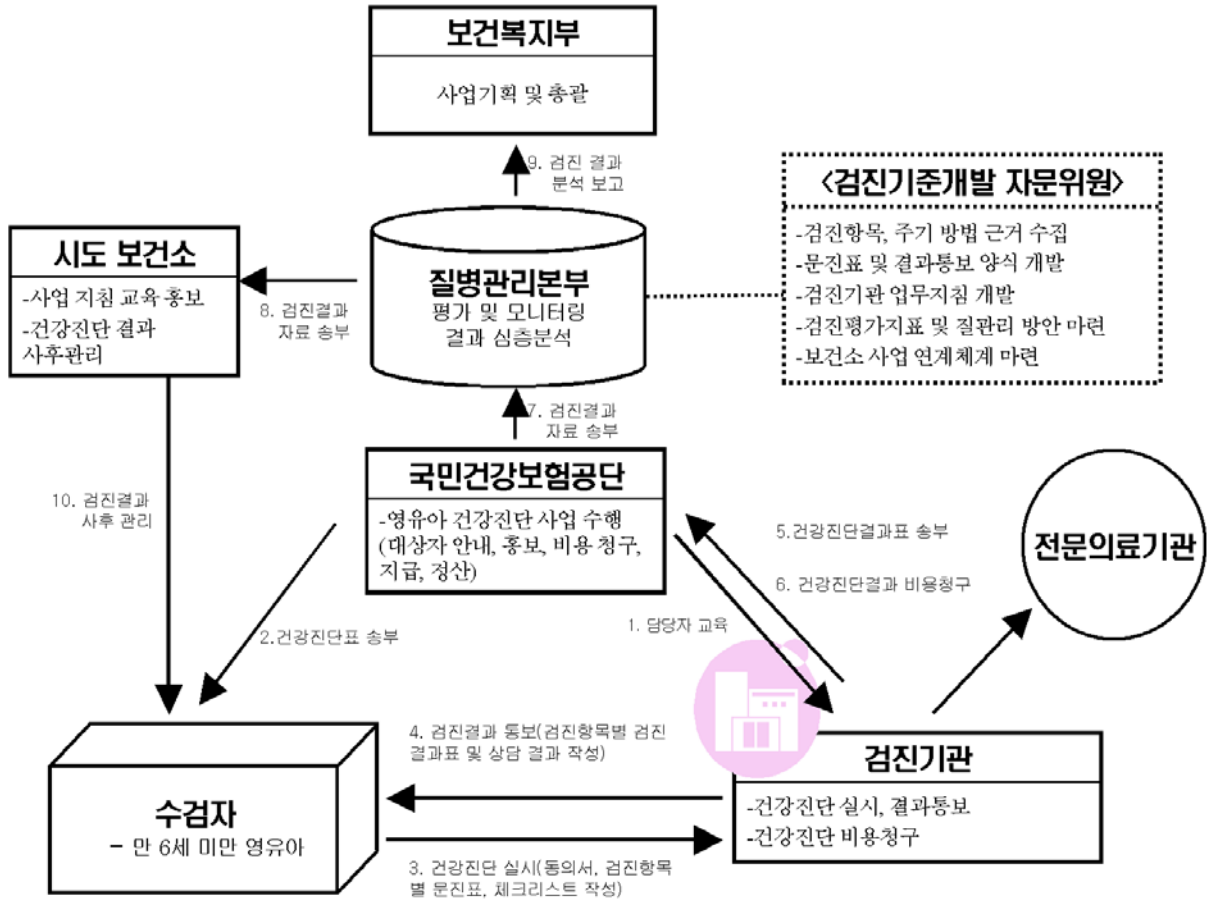 보건복지부
사업기획 및 총괄
9. 검진 결과
분석 보고
<검진기준개발 자문위원>
-검진항목, 주기 방법 근거 수집
-문진표 및 결과통보 양식 개발
-검진기관 업무지침 개발
-검진평가지표 및 질관리 방안 마련
-보건소 사업 연계체계 마련
시도 보건소
-사업 지침 교육 홍보
-건강진단 결과
사후관리
8. 검진결과
자료 송부
질병관리본부
평가 및 모니터링
결과 심층분석
7. 검진결과
자료 송부
국민건강보험공단
-영유아 건강진단 사업 수행
(대상자 안내, 홍보, 비용 청구,
지급, 정산)
10. 검진결과
사후 관리
5.건강진단결과표 송부
6. 건강진단결과 비용청구
전문의료기관
2.건강진단표 송부
1. 담당자 교육
4. 검진결과 통보(검진항목별 검진
결과표 및 상담 결과 작성)
검진기관
-건강진단 실시, 결과통보
-건강진단 비용청구
수검자
- 만 6세 미만 영유아
3. 건강진단 실시(동의서, 검진항목
별 문진표, 체크리스트 작성)